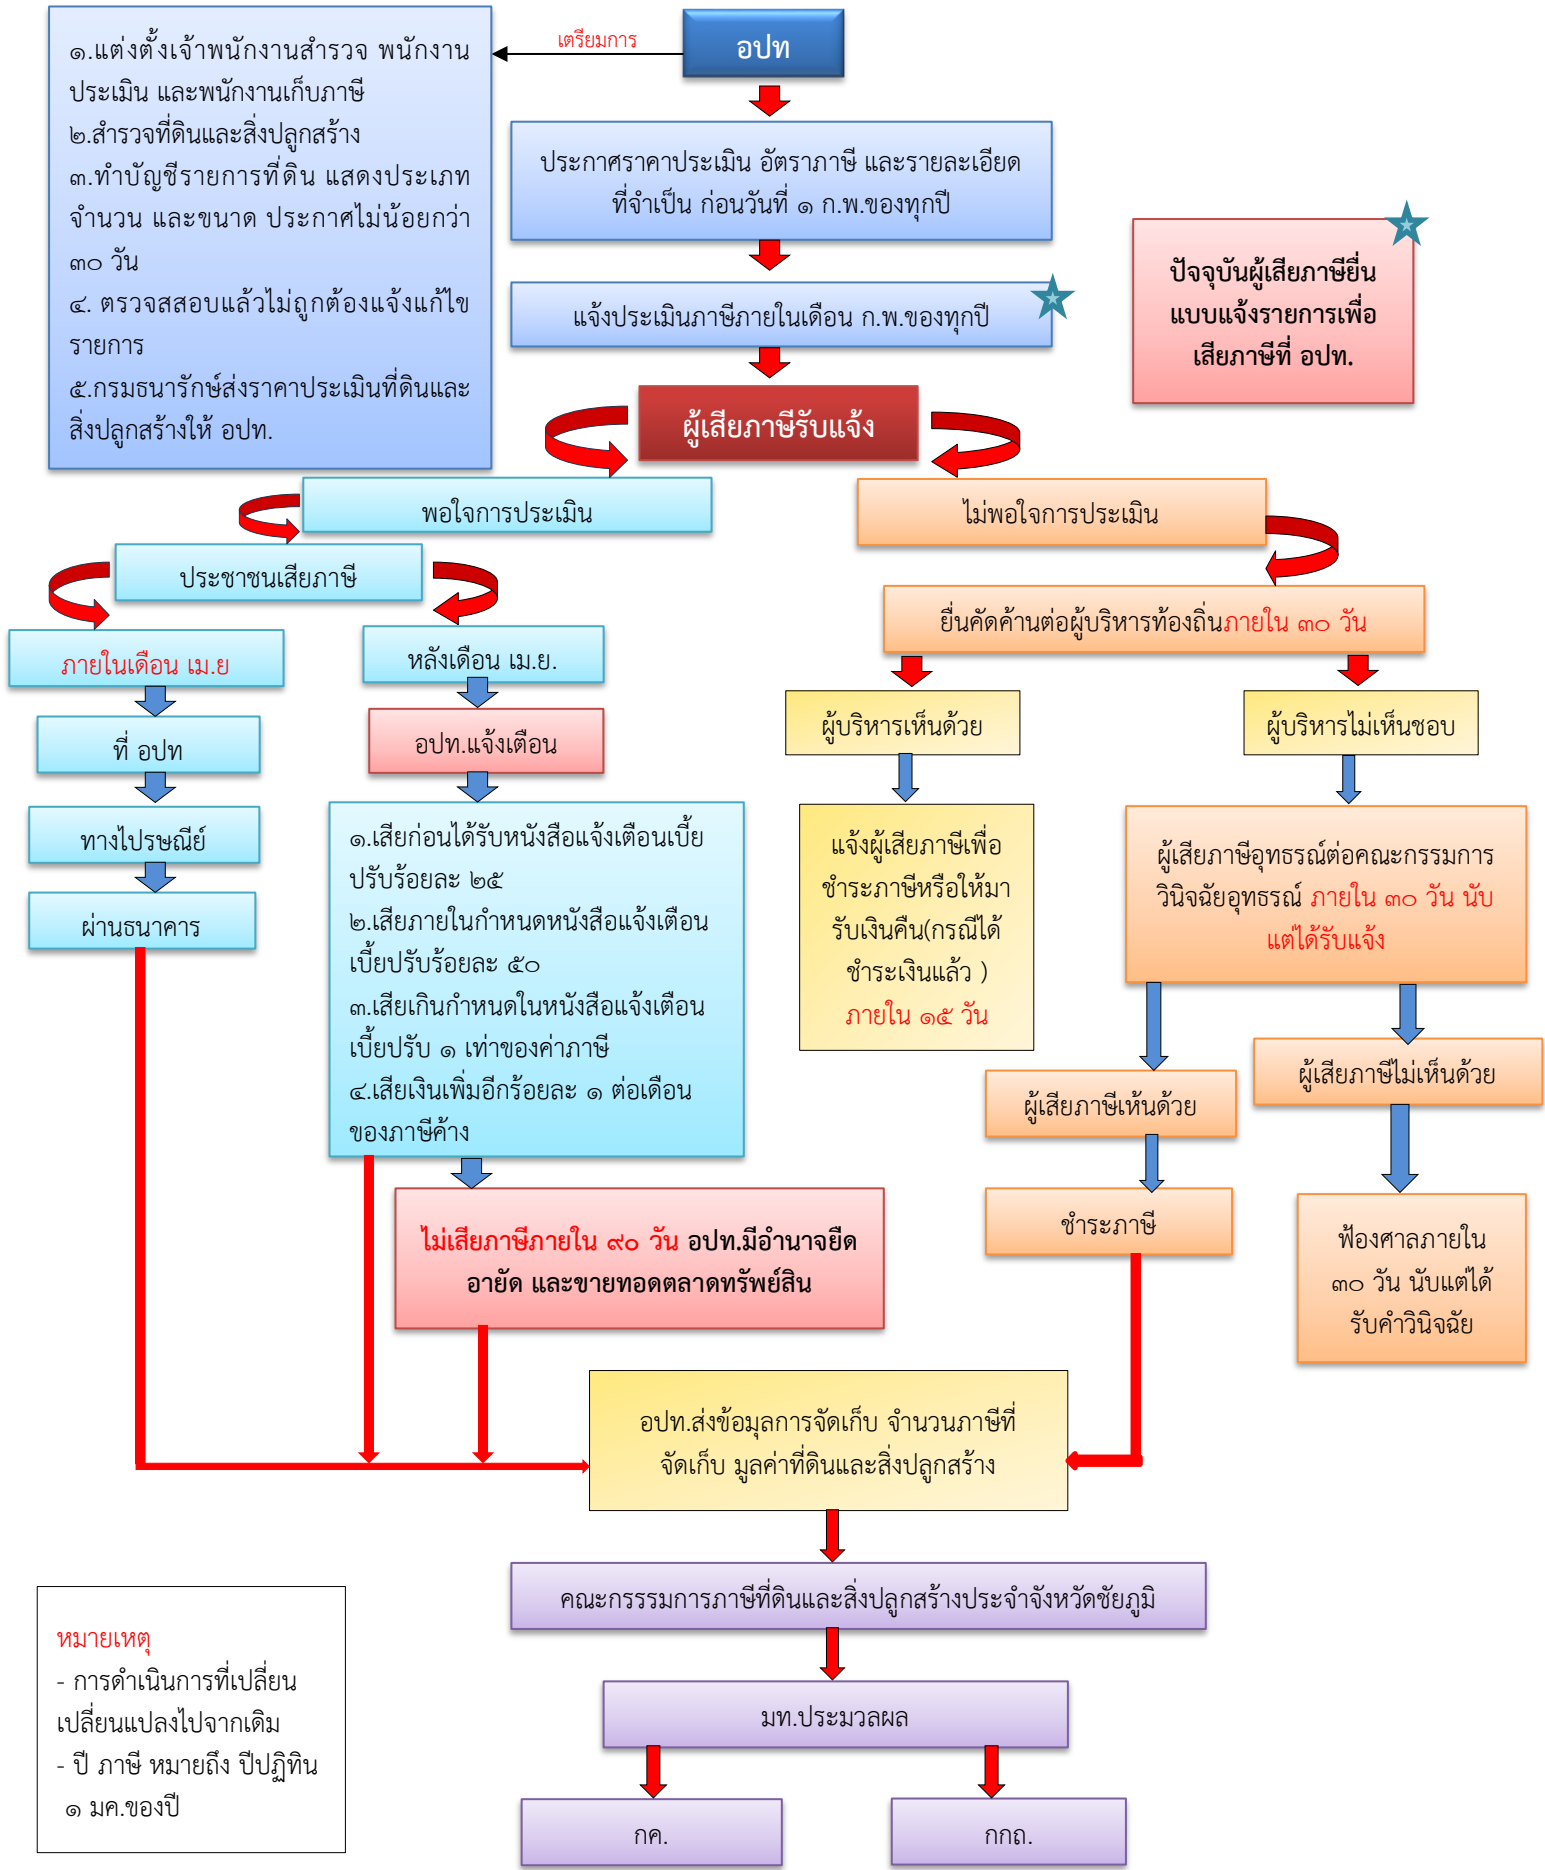 อปท
เตรียมการ
๑.แต่งตั้งเจ้าพนักงานสำรวจ พนักงาน
ประเมิน และพนักงานเก็บภาษี
๒.สำรวจที่ดินและสิ่งปลูกสร้าง
๓.ทำบัญชีรายการที่ดิน แสดงประเภท
จำนวน และขนาด ประกาศไม่น้อยกว่า
๓๐ วัน
๔. ตรวจสสอบแล้วไม่ถูกต้องแจ้งแก้ไข
รายการ
๕.กรมธนารักษ์ส่งราคาประเมินที่ดินและ
สิ่งปลูกสร้างให้ อปท.
ประกาศราคาประเมิน อัตราภาษี และรายละเอียด
ที่จำเป็น ก่อนวันที่ ๑ ก.พ.ของทุกปี
แจ้งประเมินภาษีภายในเดือน ก.พ.ของทุกปี
ปัจจุบันผู้เสียภาษียื่น
แบบแจ้งรายการเพื่อ
เสียภาษีที่ อปท.
ผู้เสียภาษีรับแจ้ง
พอใจการประเมิน
ไม่พอใจการประเมิน
ประชาชนเสียภาษี
ยื่นคัดค้านต่อผู้บริหารท้องถิ่นภายใน ๓๐ วัน
ภายในเดือน เม.ย
หลังเดือน เม.ย.
ที่ อปท
ทางไปรษณีย์
ผ่านธนาคาร
อปท.แจ้งเตือน
๑.เสียก่อนได้รับหนังสือแจ้งเตือนเบี้ย
ปรับร้อยละ ๒๕
๒.เสียภายในกำหนดหนังสือแจ้งเตือน
เบี้ยปรับร้อยละ ๕๐
๓.เสียเกินกำหนดในหนังสือแจ้งเตือน
เบี้ยปรับ ๑ เท่าของค่าภาษี
๔.เสียเงินเพิ่มอีกร้อยละ ๑ ต่อเดือน
ของภาษีค้าง
ไม่เสียภาษีภายใน ๙๐ วัน อปท.มีอำนาจยึด
อายัด และขายทอดตลาดทรัพย์สิน
ผู้บริหารเห็นด้วย
ผู้บริหารไม่เห็นชอบ
แจ้งผู้เสียภาษีเพื่อ
ชำระภาษีหรือให้มา
รับเงินคืน(กรณีได้
ชำระเงินแล้ว )
ภายใน ๑๕ วัน
ผู้เสียภาษีอุทธรณ์ต่อคณะกรรมการ
วินิจฉัยอุทธรณ์ ภายใน ๓๐ วัน นับ
แต่ได้รับแจ้ง
ผู้เสียภาษีเห็นด้วย
ผู้เสียภาษีไม่เห็นด้วย
ชำระภาษี
ฟ้องศาลภายใน
๓๐ วัน นับแต่ได้
รับคำวินิจฉัย
อปท.ส่งข้อมุลการจัดเก็บ จำนวนภาษีที่
จัดเก็บ มูลค่าที่ดินและสิ่งปลูกสร้าง
คณะกรรรมการภาษีที่ดินและสิ่งปลูกสร้างประจำจังหวัดชัยภูมิ
มท.ประมวลผล
กค.
กกถ.
หมายเหตุ
- การดำเนินการที่เปลี่ยน
เปลี่ยนแปลงไปจากเดิม
- ปี ภาษี หมายถึง ปีปฏิทิน
๑ มค.ของปี